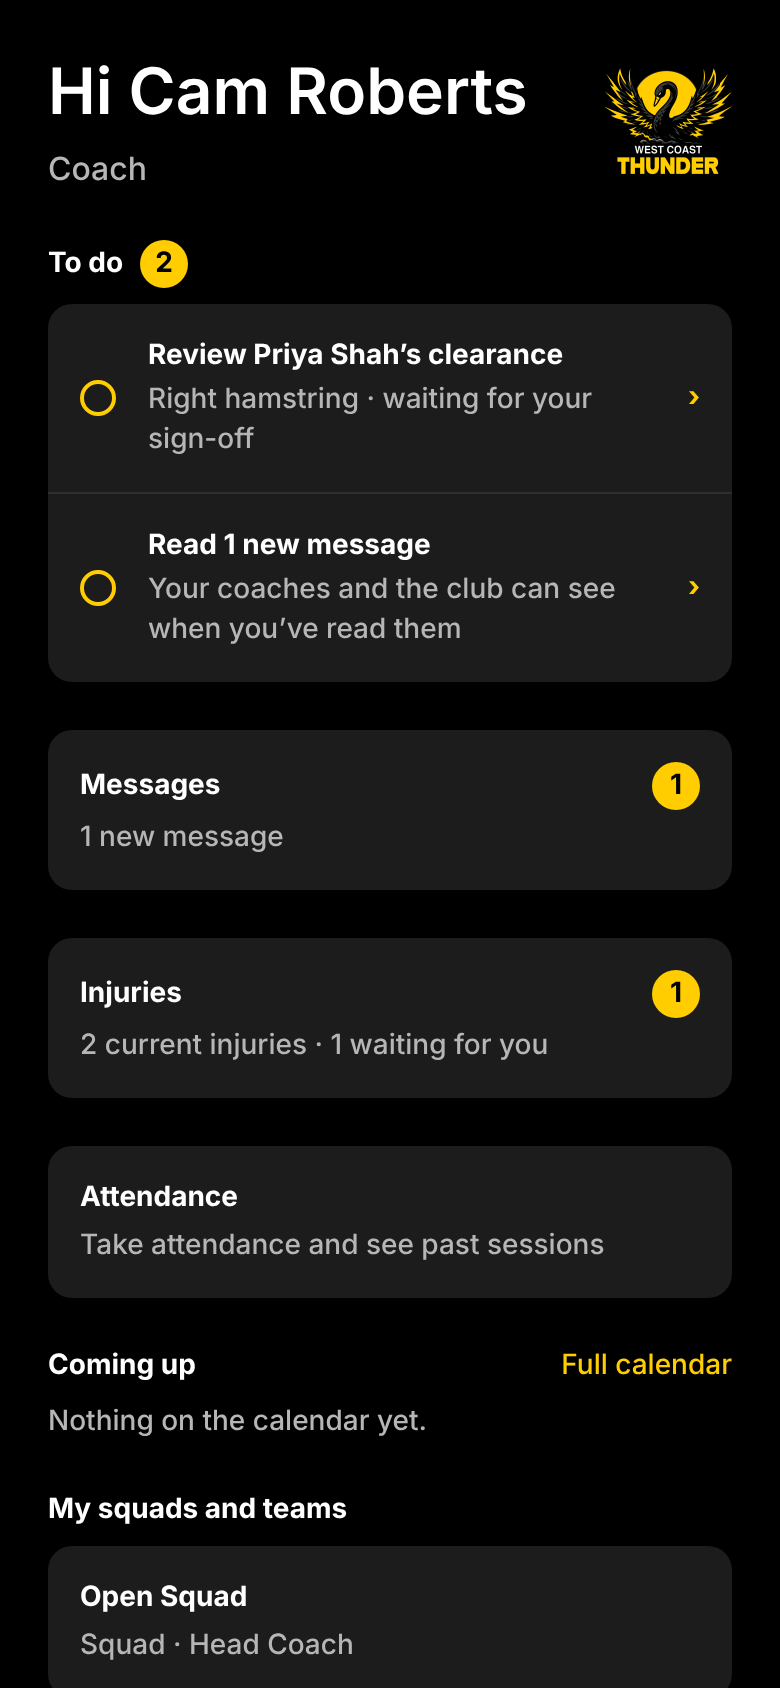 Hi Cam Roberts
Coach
WEST COAST
THUNDER
To do 2
Review Priya Shah’s clearance
Right hamstring · waiting for your
sign-off
›
Read 1 new message
Your coaches and the club can see
when you’ve read them
›
Messages 1
1 new message
Injuries 1
2 current injuries · 1 waiting for you
Attendance
Take attendance and see past sessions
Coming up Full calendar
Nothing on the calendar yet.
My squads and teams
Open Squad
Squad · Head Coach